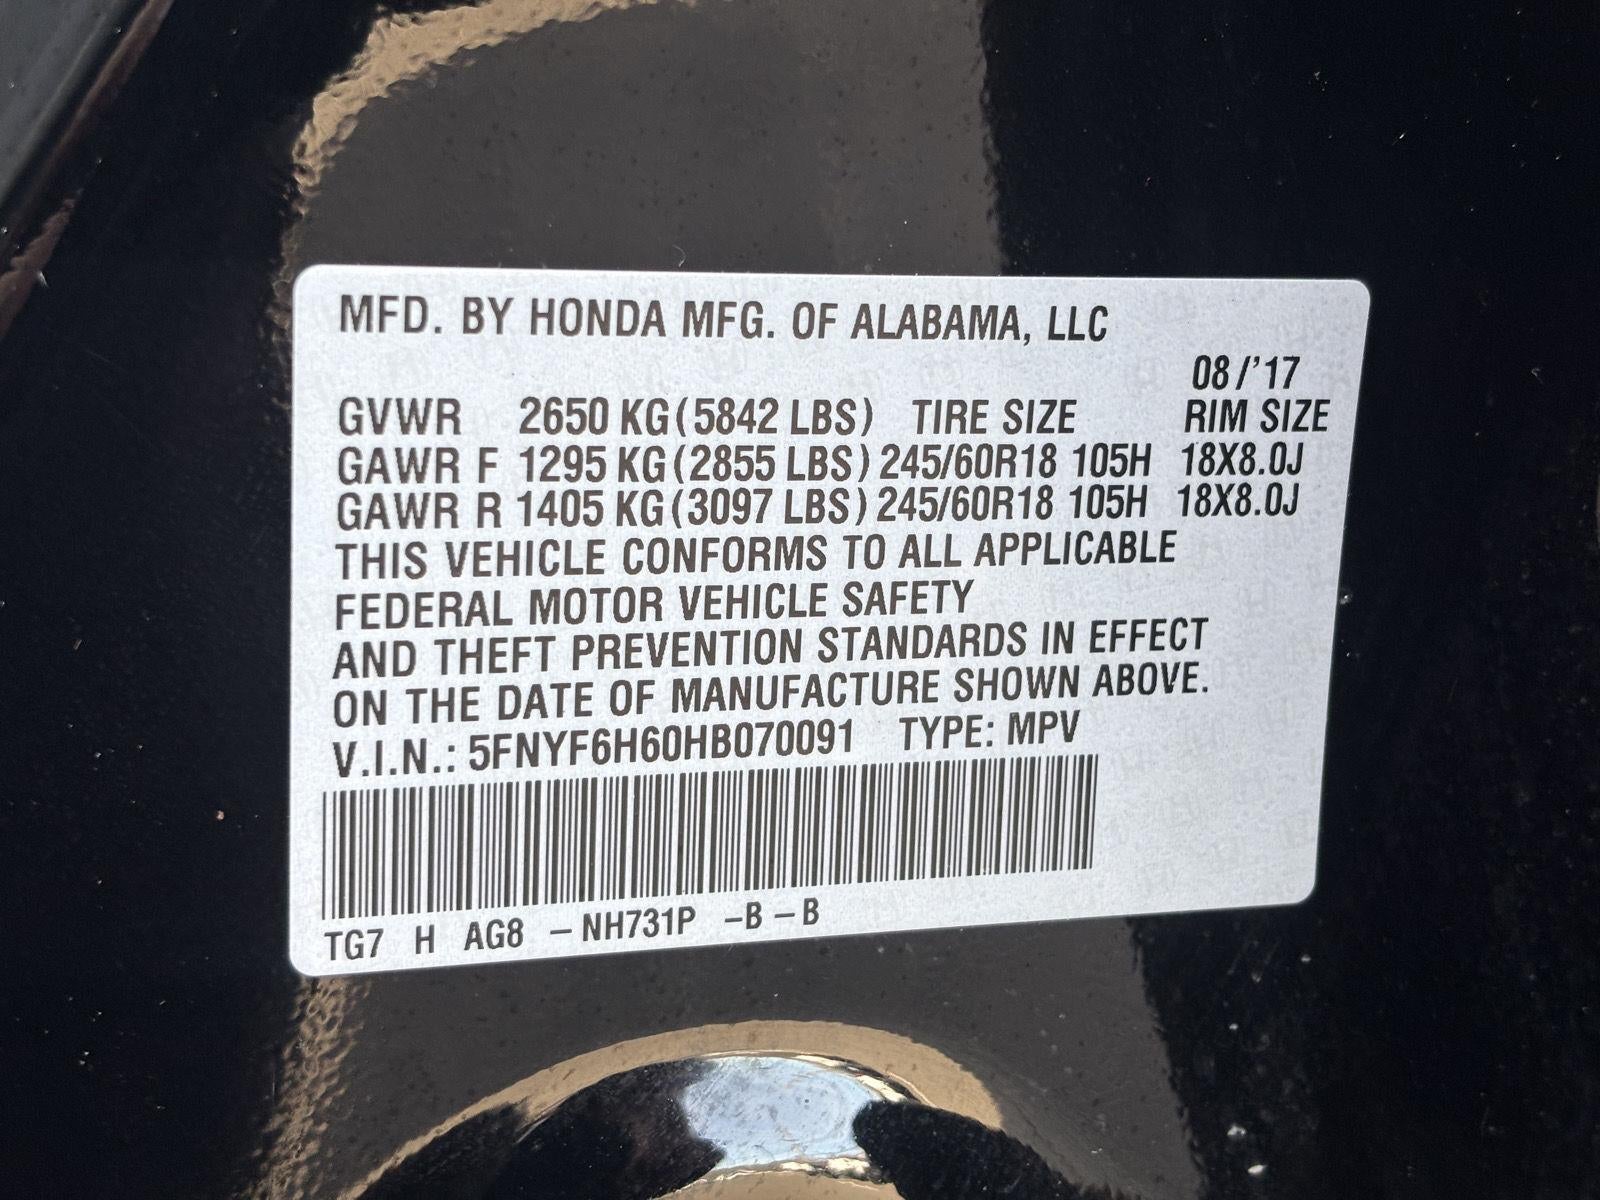 MFD. BY HONDA MFG. OF ALABAMA, LLC
08/'17
GVWR 2650 KG (5842 LBS) TIRE SIZE RIM SIZE
GAWR F 1295 KG (2855 LBS) 245/60R18 105H 18X8.0J
GAWR R 1405 KG (3097 LBS) 245/60R18 105H 18X8.0J
THIS VEHICLE CONFORMS TO ALL APPLICABLE
FEDERAL MOTOR VEHICLE SAFETY
AND THEFT PREVENTION STANDARDS IN EFFECT
ON THE DATE OF MANUFACTURE SHOWN ABOVE.
V.I.N.: 5FNYF6H60HB070091 TYPE: MPV
TG7 H AG8 – NH731P –B – B